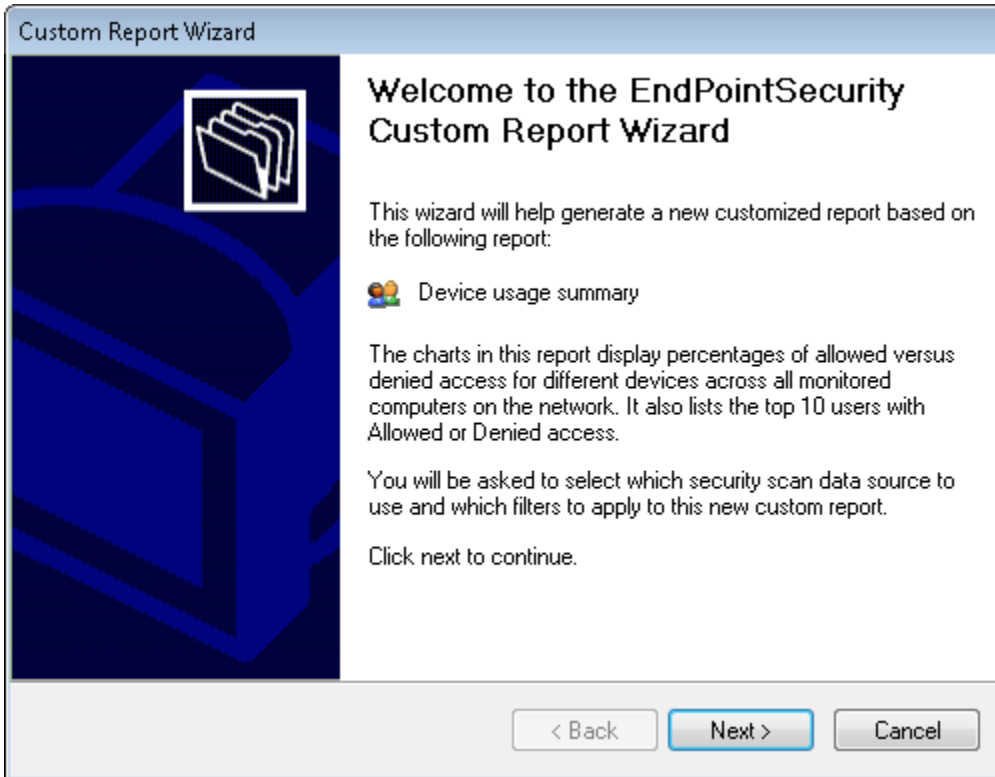 Custom Report Wizard
Welcome to the EndPointSecurity
Custom Report Wizard
This wizard will help generate a new customized report based on
the following report:
Device usage summary
The charts in this report display percentages of allowed versus
denied access for different devices across all monitored
computers on the network. It also lists the top 10 users with
Allowed or Denied access.
You will be asked to select which security scan data source to
use and which filters to apply to this new custom report.
Click next to continue.
< Back
Next >
Cancel